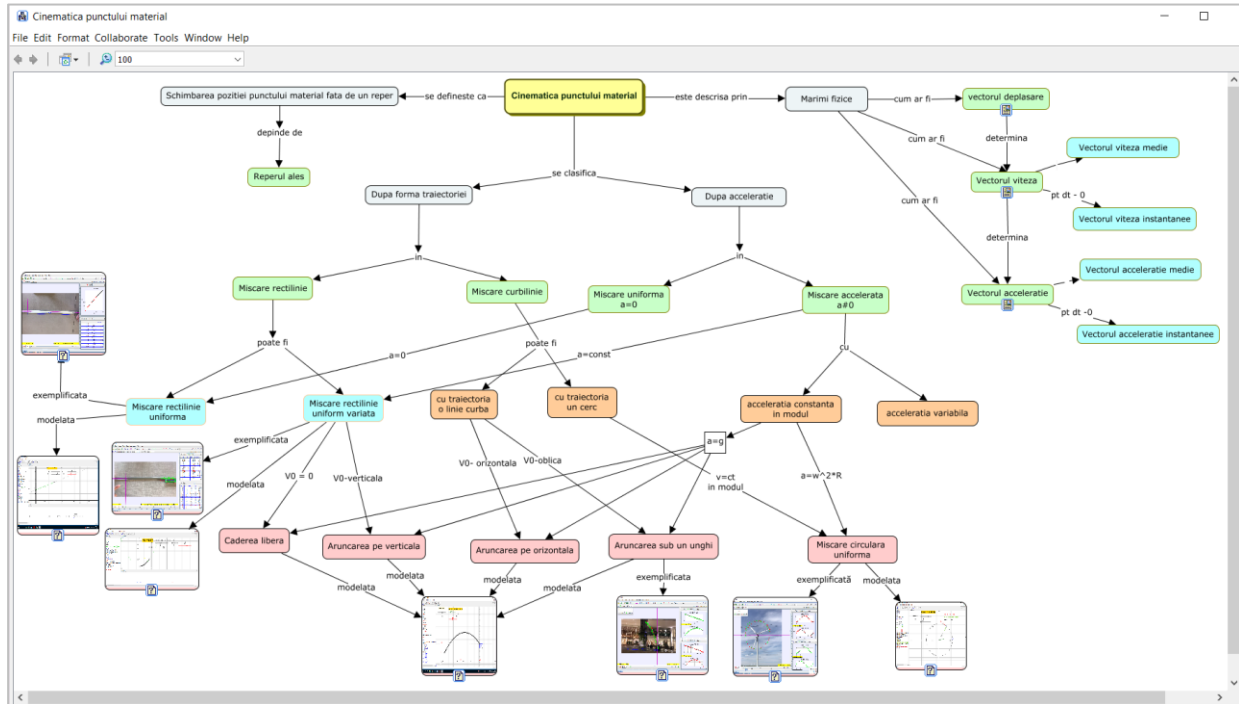 Cinematica punctului material
File Edit Format Collaborate Tools Window Help
100
Schimbarea pozitiei punctului material fata de un reper
se defineste ca
Cinematica punctului material
este descrisa prin
Marimi fizice
cum ar fi
vectorul deplasare
depinde de
cum ar fi
determina
Vectorul viteza medie
Reperul ales
se clasifica
Vectorul viteza
pt dt - 0
Dupa forma traiectoriei
Dupa acceleratie
cum ar fi
Vectorul viteza instantanee
determina
in
in
Vectorul acceleratie medie
Miscare rectilinie
Miscare curbilinie
Miscare uniforma
a=0
Miscare accelerata
a#0
Vectorul acceleratie
pt dt -0
Vectorul acceleratie instantanee
poate fi
a=0
poate fi
a=const
cu
exemplificata
Miscare rectilinie
uniforma
Miscare rectilinie
uniform variata
cu traiectoria
o linie curba
cu traiectoria
un cerc
acceleratia constanta
in modul
acceleratia variabila
modelata
exemplificata
a=g
V0- orizontala
V0-oblica
modelata
V0 = 0
V0-verticala
v=ct
in modul
a=w^2*R
Caderea libera
Aruncarea pe verticala
Aruncarea pe orizontala
Aruncarea sub un unghi
Miscare circulara
uniforma
modelata
modelata
modelata
modelata
exemplificata
exemplificată
modelata